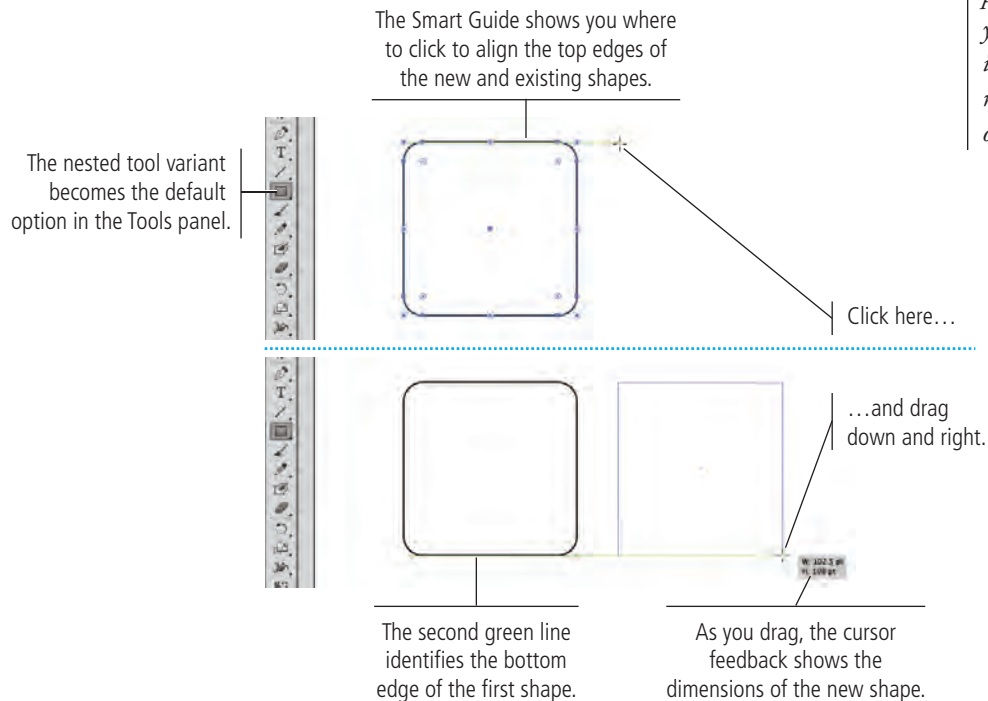 The Smart Guide shows you where
to click to align the top edges of
the new and existing shapes.
The nested tool variant
becomes the default
option in the Tools panel.
Click here…
…and drag
down and right.
W: 102.5 pt
H: 108 pt
The second green line
identifies the bottom
edge of the first shape.
As you drag, the cursor
feedback shows the
dimensions of the new shape.